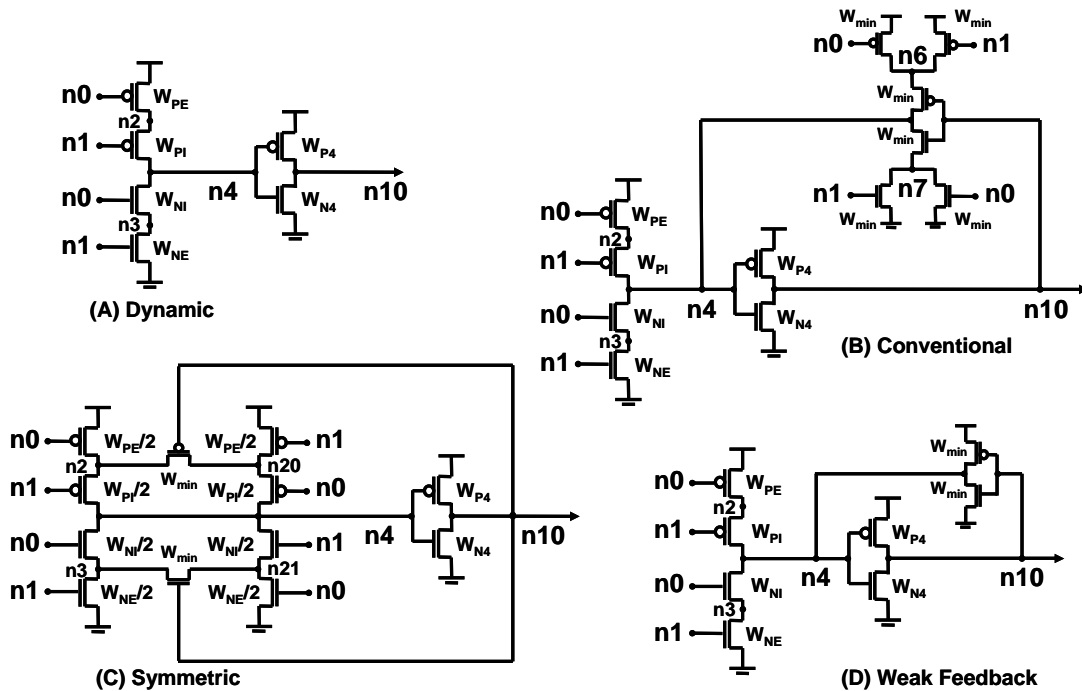 n0
W_PE
n2
n1
W_PI
n0
W_NI
n3
n1
W_NE
n4
W_P4
W_N4
n10
(A) Dynamic
W_min
W_min
n0
n6
n1
W_min
W_min
n1
n7
n0
W_min
W_min
n0
W_PE
n2
n1
W_PI
n0
W_NI
n3
n1
W_NE
n4
W_P4
W_N4
n10
(B) Conventional
n0
W_PE/2
W_PE/2
n1
n2
W_min
n20
n1
W_PI/2
W_PI/2
n0
n0
W_NI/2
W_min
W_NI/2
n1
n3
n21
n1
W_NE/2
W_NE/2
n0
n4
W_P4
W_N4
n10
(C) Symmetric
n0
W_PE
n2
n1
W_PI
n0
W_NI
n3
n1
W_NE
W_min
W_min
n4
W_P4
W_N4
n10
(D) Weak Feedback